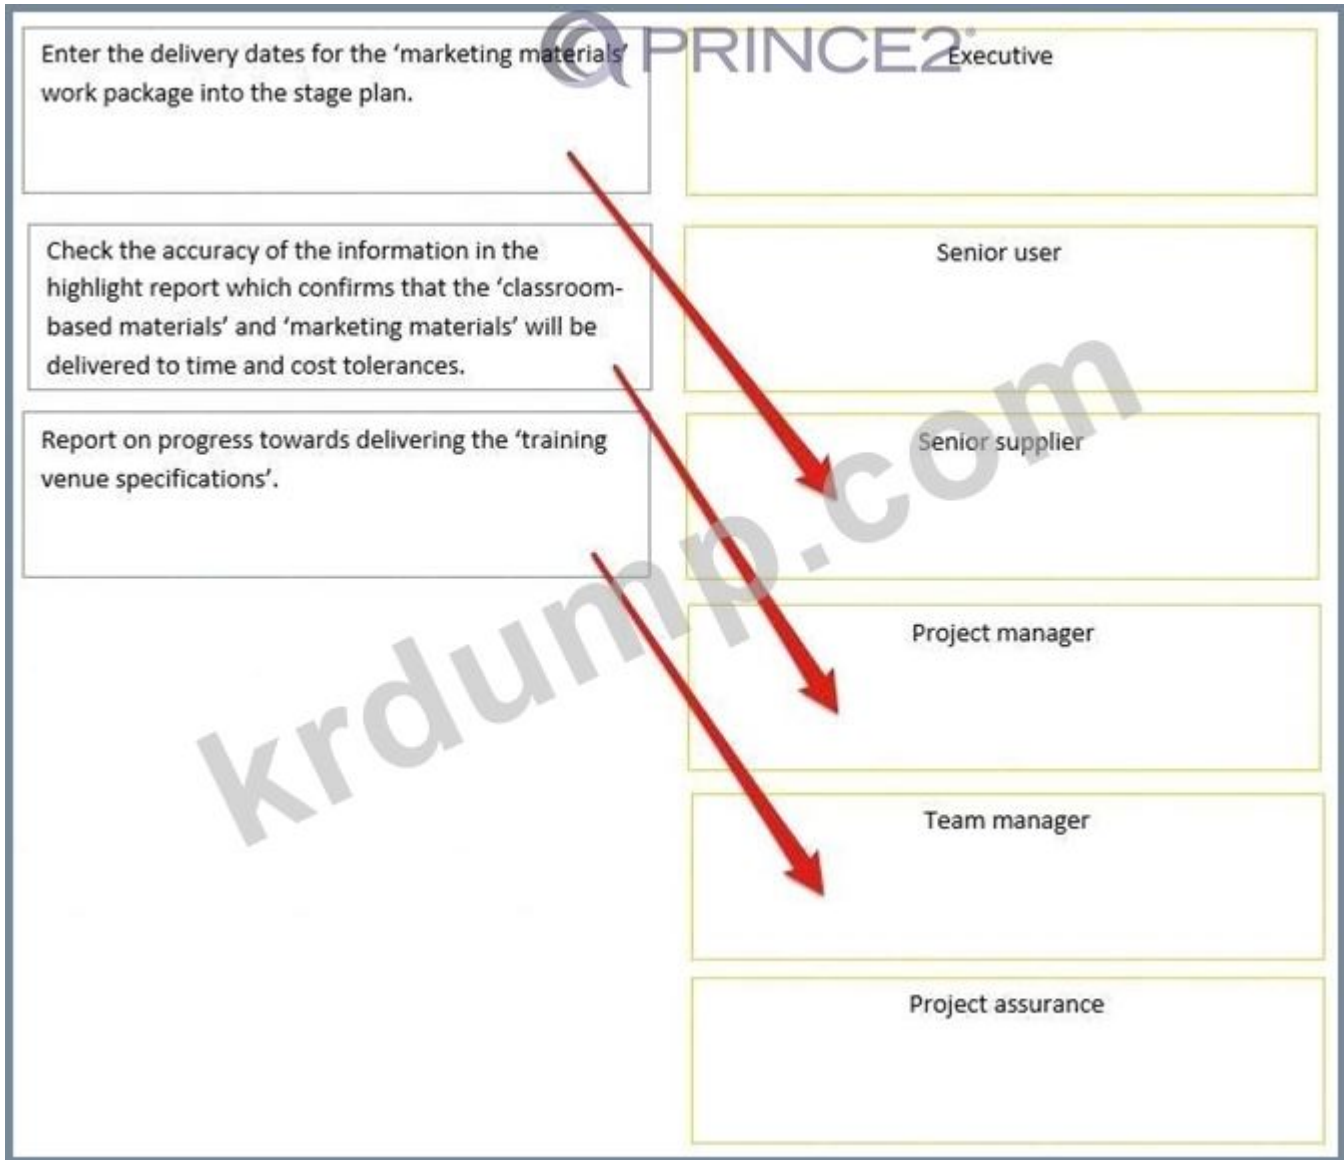 PRINCE2
Enter the delivery dates for the ‘marketing materials’
work package into the stage plan.
Executive
Check the accuracy of the information in the
highlight report which confirms that the ‘classroom-
based materials’ and ‘marketing materials’ will be
delivered to time and cost tolerances.
Senior user
Report on progress towards delivering the ‘training
venue specifications’.
Senior supplier
Project manager
Team manager
Project assurance
krdump.com